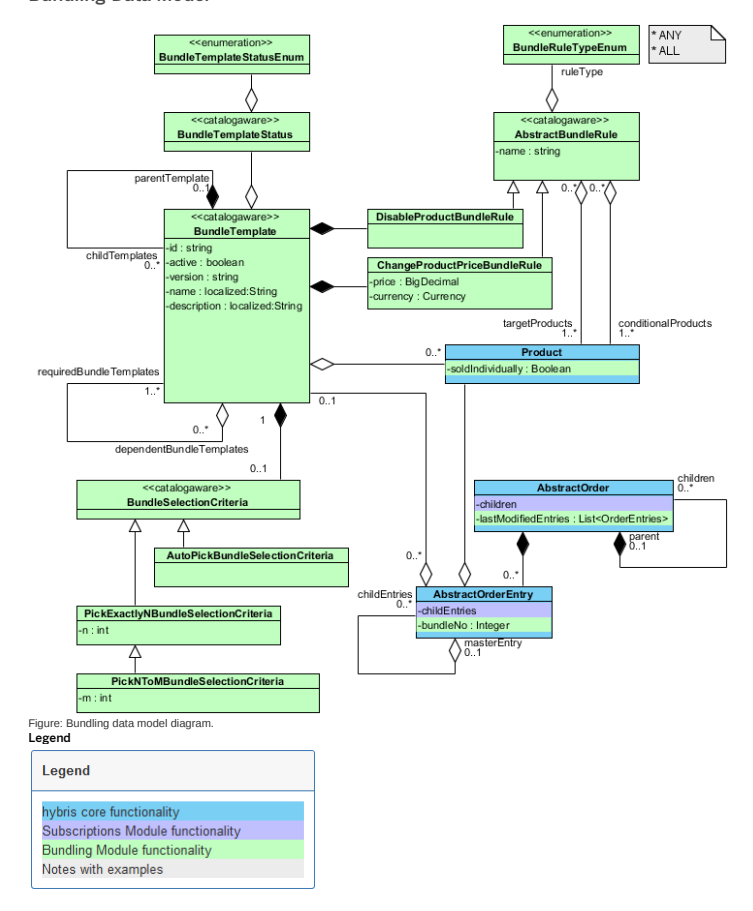 Bundling Data Model
<<enumeration>>
BundleTemplateStatusEnum
<<enumeration>>
BundleRuleTypeEnum
* ANY
* ALL
ruleType
<<catalogaware>>
BundleTemplateStatus
<<catalogaware>>
AbstractBundleRule
-name : string
parentTemplate
0..1
0..*
0..*
<<catalogaware>>
BundleTemplate
-id : string
-active : boolean
-version : string
-name : localized:String
-description : localized:String
childTemplates
0..*
DisableProductBundleRule
ChangeProductPriceBundleRule
-price : BigDecimal
-currency : Currency
targetProducts
1..*
conditionalProducts
1..*
0..*
Product
-soldIndividually : Boolean
requiredBundleTemplates
1..*
0..1
0..*
1
dependentBundleTemplates
0..1
<<catalogaware>>
BundleSelectionCriteria
AbstractOrder
-children
-lastModifiedEntries : List<OrderEntries>
children
0..*
parent
0..1
AutoPickBundleSelectionCriteria
0..*
0..*
childEntries
0..*
AbstractOrderEntry
-childEntries
-bundleNo : Integer
masterEntry
0..1
PickExactlyNBundleSelectionCriteria
-n : int
PickNToMBundleSelectionCriteria
-m : int
Figure: Bundling data model diagram.
Legend
Legend
hybris core functionality
Subscriptions Module functionality
Bundling Module functionality
Notes with examples